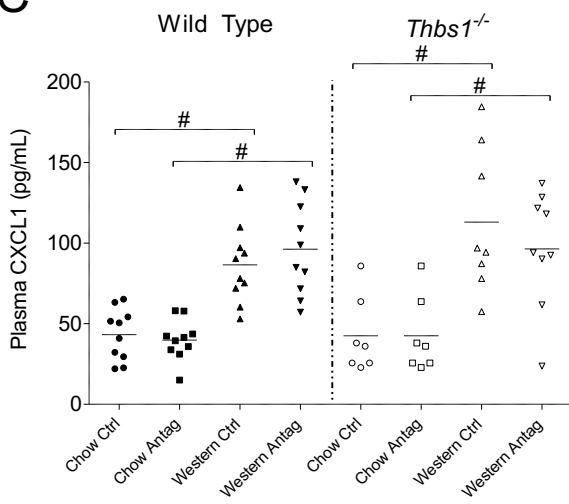 C
Wild Type
Thbs1-/-
#
#
#
#
200
150
100
50
0
Plasma CXCL1 (pg/mL)
Chow Ctrl
Chow Antag
Western Ctrl
Western Antag
Chow Ctrl
Chow Antag
Western Ctrl
Western Antag